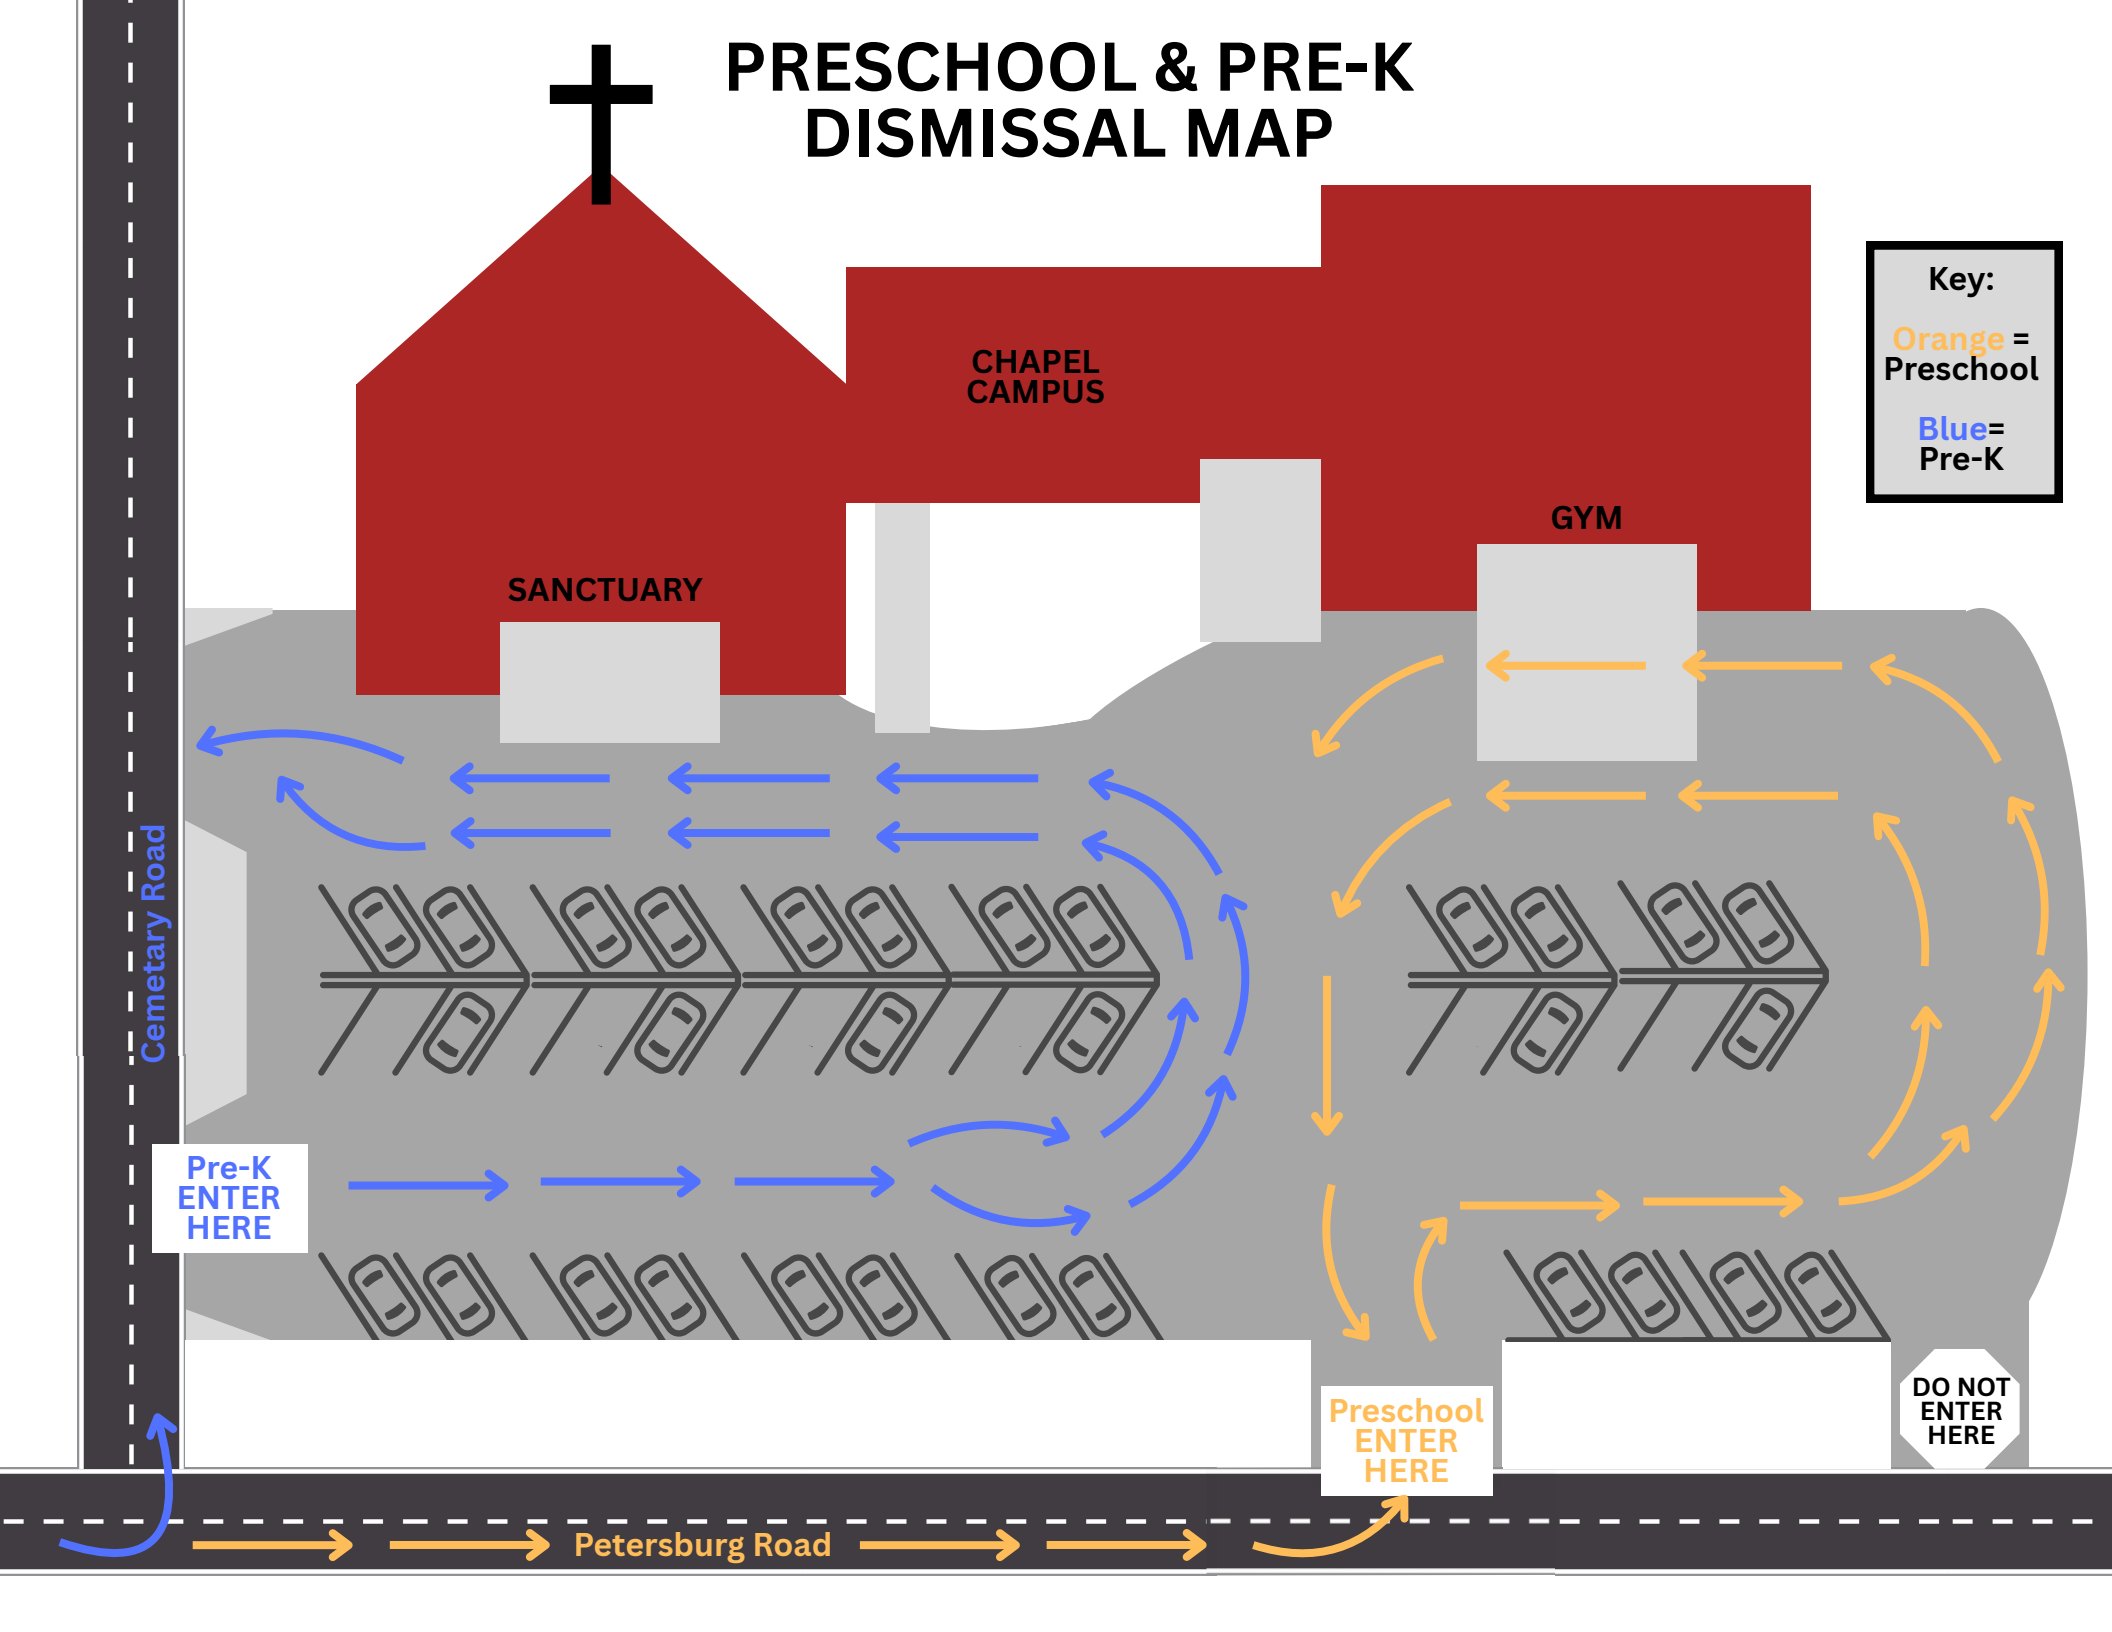 PRESCHOOL & PRE-K
DISMISSAL MAP
Key:
Orange =
Preschool
Blue=
Pre-K
CHAPEL
CAMPUS
GYM
SANCTUARY
Cemetary Road
Pre-K
ENTER
HERE
Preschool
ENTER
HERE
DO NOT
ENTER
HERE
Petersburg Road